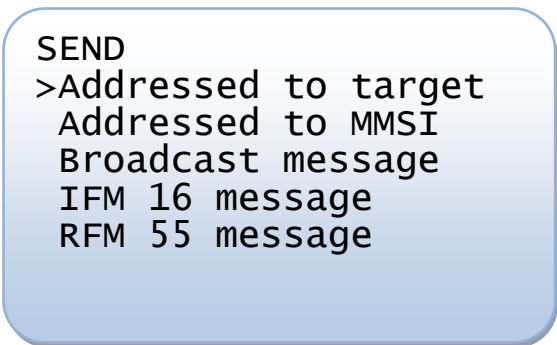 SEND
>Addressed to target
Addressed to MMSI
Broadcast message
IFM 16 message
RFM 55 message